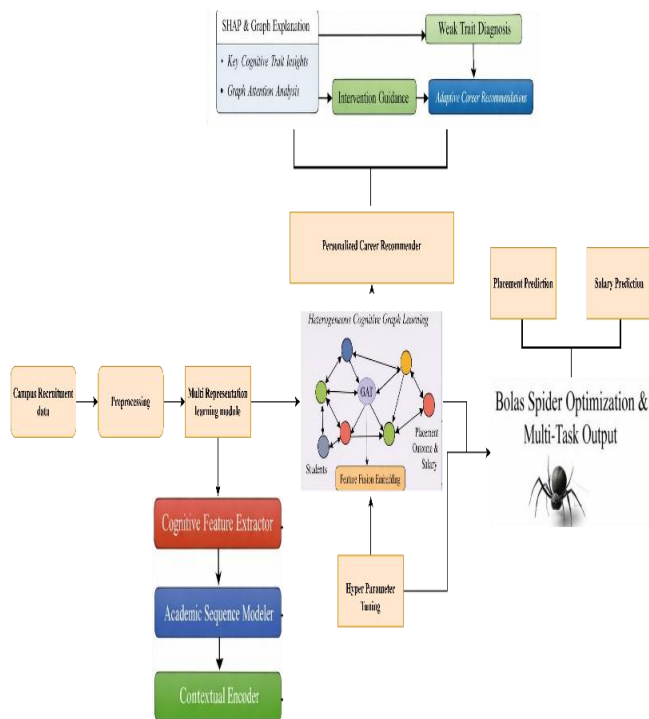 SHAP & Graph Explanation
• Key Cognitive Trait Insights
• Graph Attention Analysis
Weak Trait Diagnosis
Intervention Guidance
Adaptive Career Recommendations
Personalized Career Recommender
Placement Prediction
Salary Prediction
Heterogeneous Cognitive Graph Learning
GAT
Students
Placement
Outcome &
Salary
Feature Fusion Embedding
Campus Recruitment
data
Preprocessing
Multi Representation
learning module
Bolas Spider Optimization &
Multi-Task Output
Cognitive Feature Extractor
Academic Sequence Modeler
Contextual Encoder
Hyper Parameter
Tuning